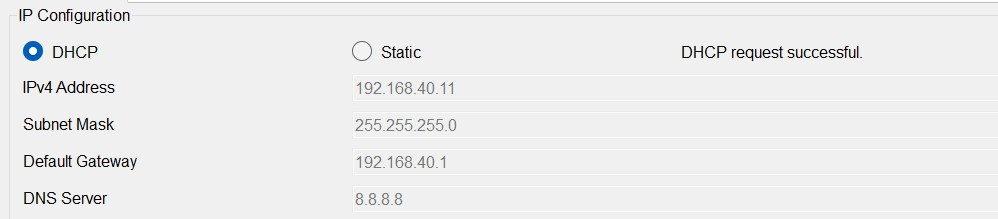 IP Configuration
DHCP Static DHCP request successful.
IPv4 Address 192.168.40.11
Subnet Mask 255.255.255.0
Default Gateway 192.168.40.1
DNS Server 8.8.8.8